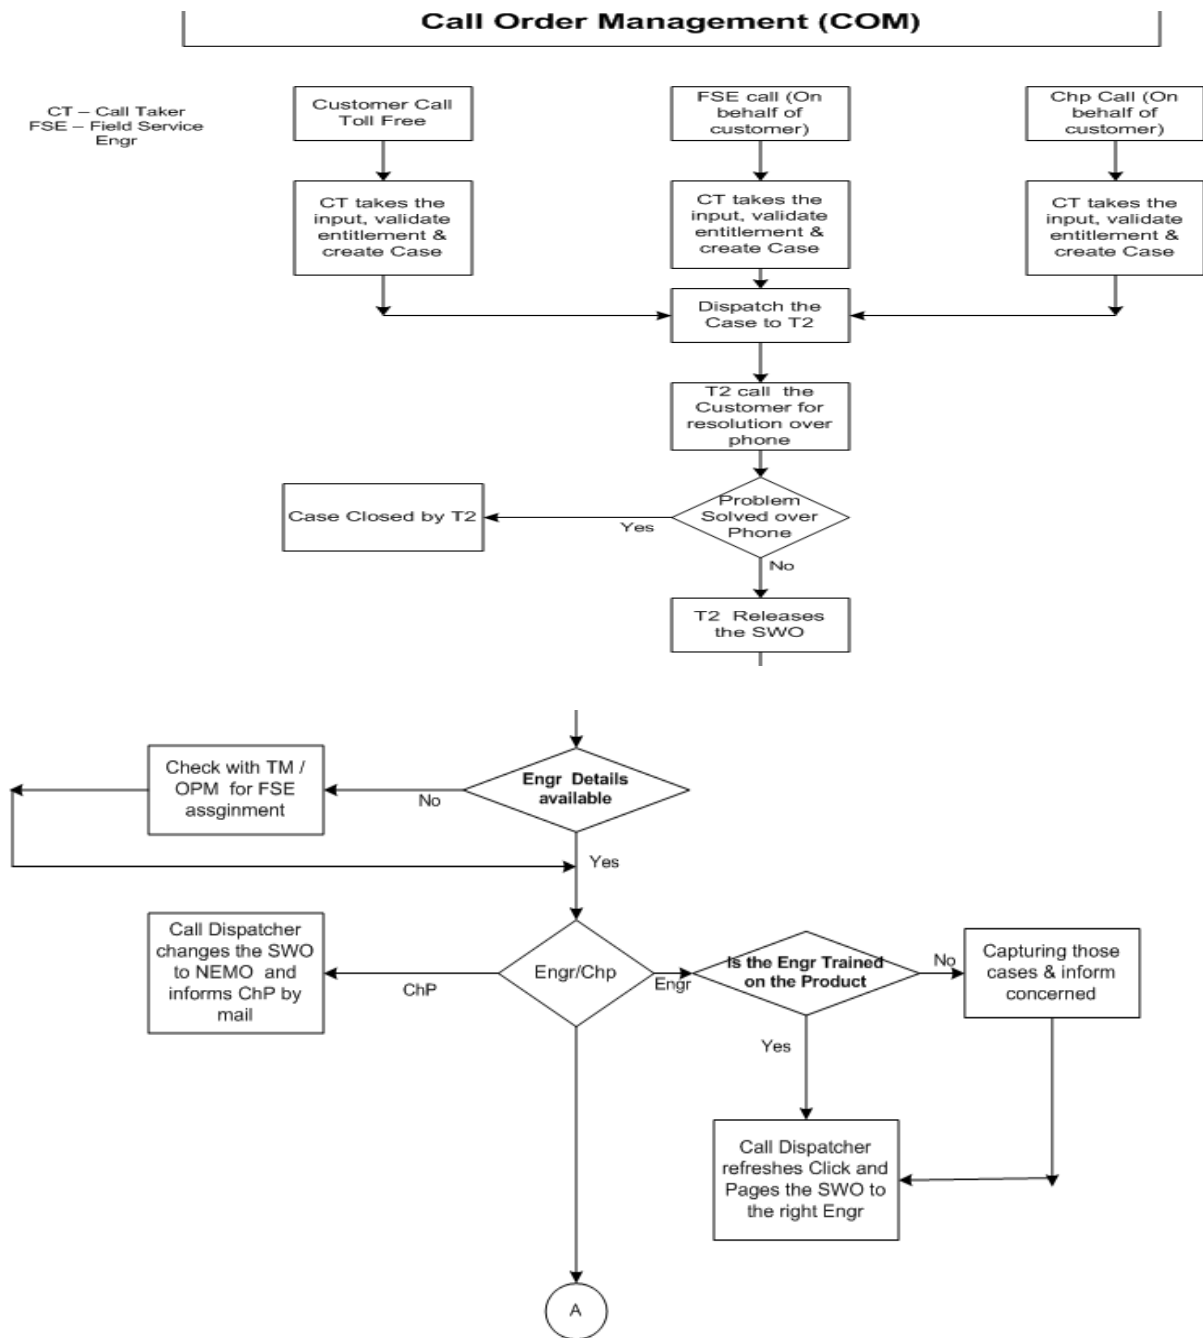 Call Order Management (COM)
CT – Call Taker
FSE – Field Service
Engr
Customer Call
Toll Free
FSE call (On
behalf of
customer)
Chp Call (On
behalf of
customer)
CT takes the
input, validate
entitlement &
create Case
CT takes the
input, validate
entitlement &
create Case
CT takes the
input, validate
entitlement &
create Case
Dispatch the
Case to T2
T2 call the
Customer for
resolution over
phone
Problem
Solved over
Phone
Yes
Case Closed by T2
No
T2 Releases
the SWO
Engr Details
available
No
Check with TM /
OPM for FSE
assginment
Yes
Engr/Chp
ChP
Call Dispatcher
changes the SWO
to NEMO and
informs ChP by
mail
Engr
Is the Engr Trained
on the Product
No
Capturing those
cases & inform
concerned
Yes
Call Dispatcher
refreshes Click and
Pages the SWO to
the right Engr
A